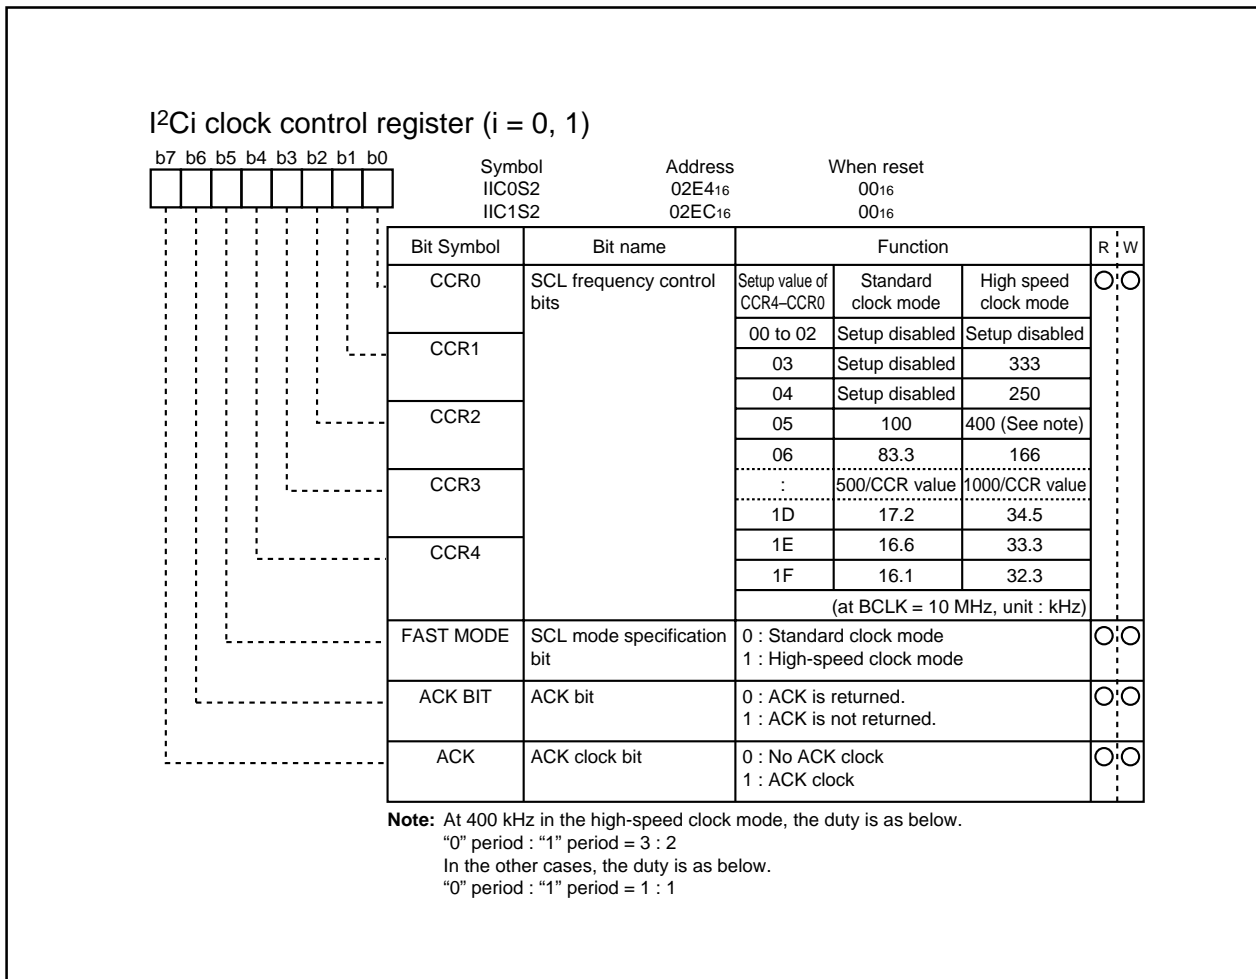 I²Ci clock control register (i = 0, 1)
b7 b6 b5 b4 b3 b2 b1 b0
Symbol Address When reset
IIC0S2 02E4₁₆ 00₁₆
IIC1S2 02EC₁₆ 00₁₆
Bit Symbol Bit name Function R W
CCR0 SCL frequency control bits
Setup value of CCR4–CCR0 Standard clock mode High speed clock mode
00 to 02 Setup disabled Setup disabled
CCR1
03 Setup disabled 333
04 Setup disabled 250
CCR2
05 100 400 (See note)
06 83.3 166
CCR3
: 500/CCR value 1000/CCR value
1D 17.2 34.5
CCR4
1E 16.6 33.3
1F 16.1 32.3
(at BCLK = 10 MHz, unit : kHz)
FAST MODE SCL mode specification bit
0 : Standard clock mode
1 : High-speed clock mode
ACK BIT ACK bit 0 : ACK is returned.
1 : ACK is not returned.
ACK ACK clock bit 0 : No ACK clock
1 : ACK clock
Note: At 400 kHz in the high-speed clock mode, the duty is as below.
“0” period : “1” period = 3 : 2
In the other cases, the duty is as below.
“0” period : “1” period = 1 : 1